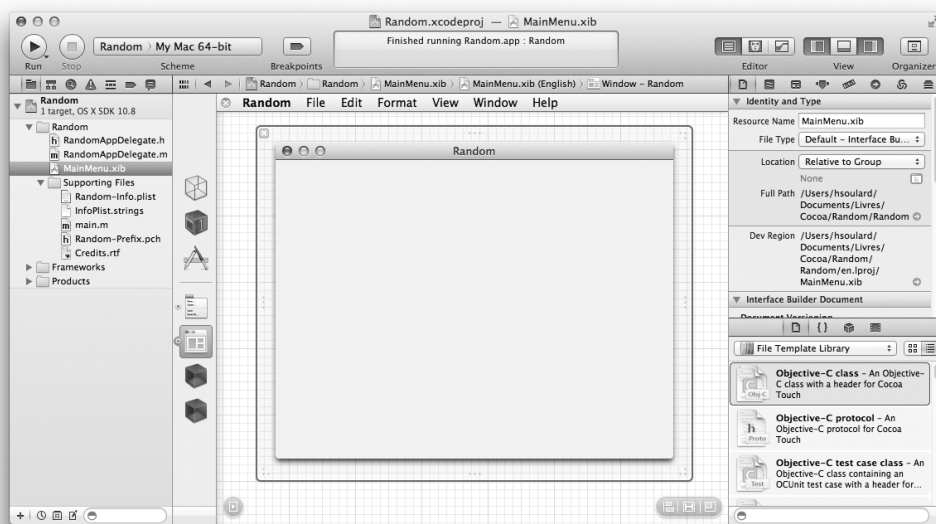 Random.xcodeproj — MainMenu.xib
Run
Stop
Random › My Mac 64-bit
Scheme
Breakpoints
Finished running Random.app : Random
Editor
View
Organizer
Random › Random › MainMenu.xib › MainMenu.xib (English) › Window – Random
Random
1 target, OS X SDK 10.8
Random
h RandomAppDelegate.h
m RandomAppDelegate.m
MainMenu.xib
Supporting Files
Random-Info.plist
InfoPlist.strings
m main.m
h Random-Prefix.pch
Credits.rtf
Frameworks
Products
Random File Edit Format View Window Help
Random
Identity and Type
Resource Name MainMenu.xib
File Type Default – Interface Bu...
Location Relative to Group
None
Full Path /Users/hsoulard/
Documents/Livres/
Cocoa/Random/Random
Dev Region /Users/hsoulard/
Documents/Livres/
Cocoa/Random/
Random/en.lproj/
MainMenu.xib
Interface Builder Document
Document Versioning
{}
File Template Library
Obj-C
Objective-C class – An Objective-
C class with a header for Cocoa
Touch
h
Proto
Objective-C protocol – An
Objective-C protocol for Cocoa
Touch
Test
Objective-C test case class – An
Objective-C class containing an
OCUnit test case with a header for...